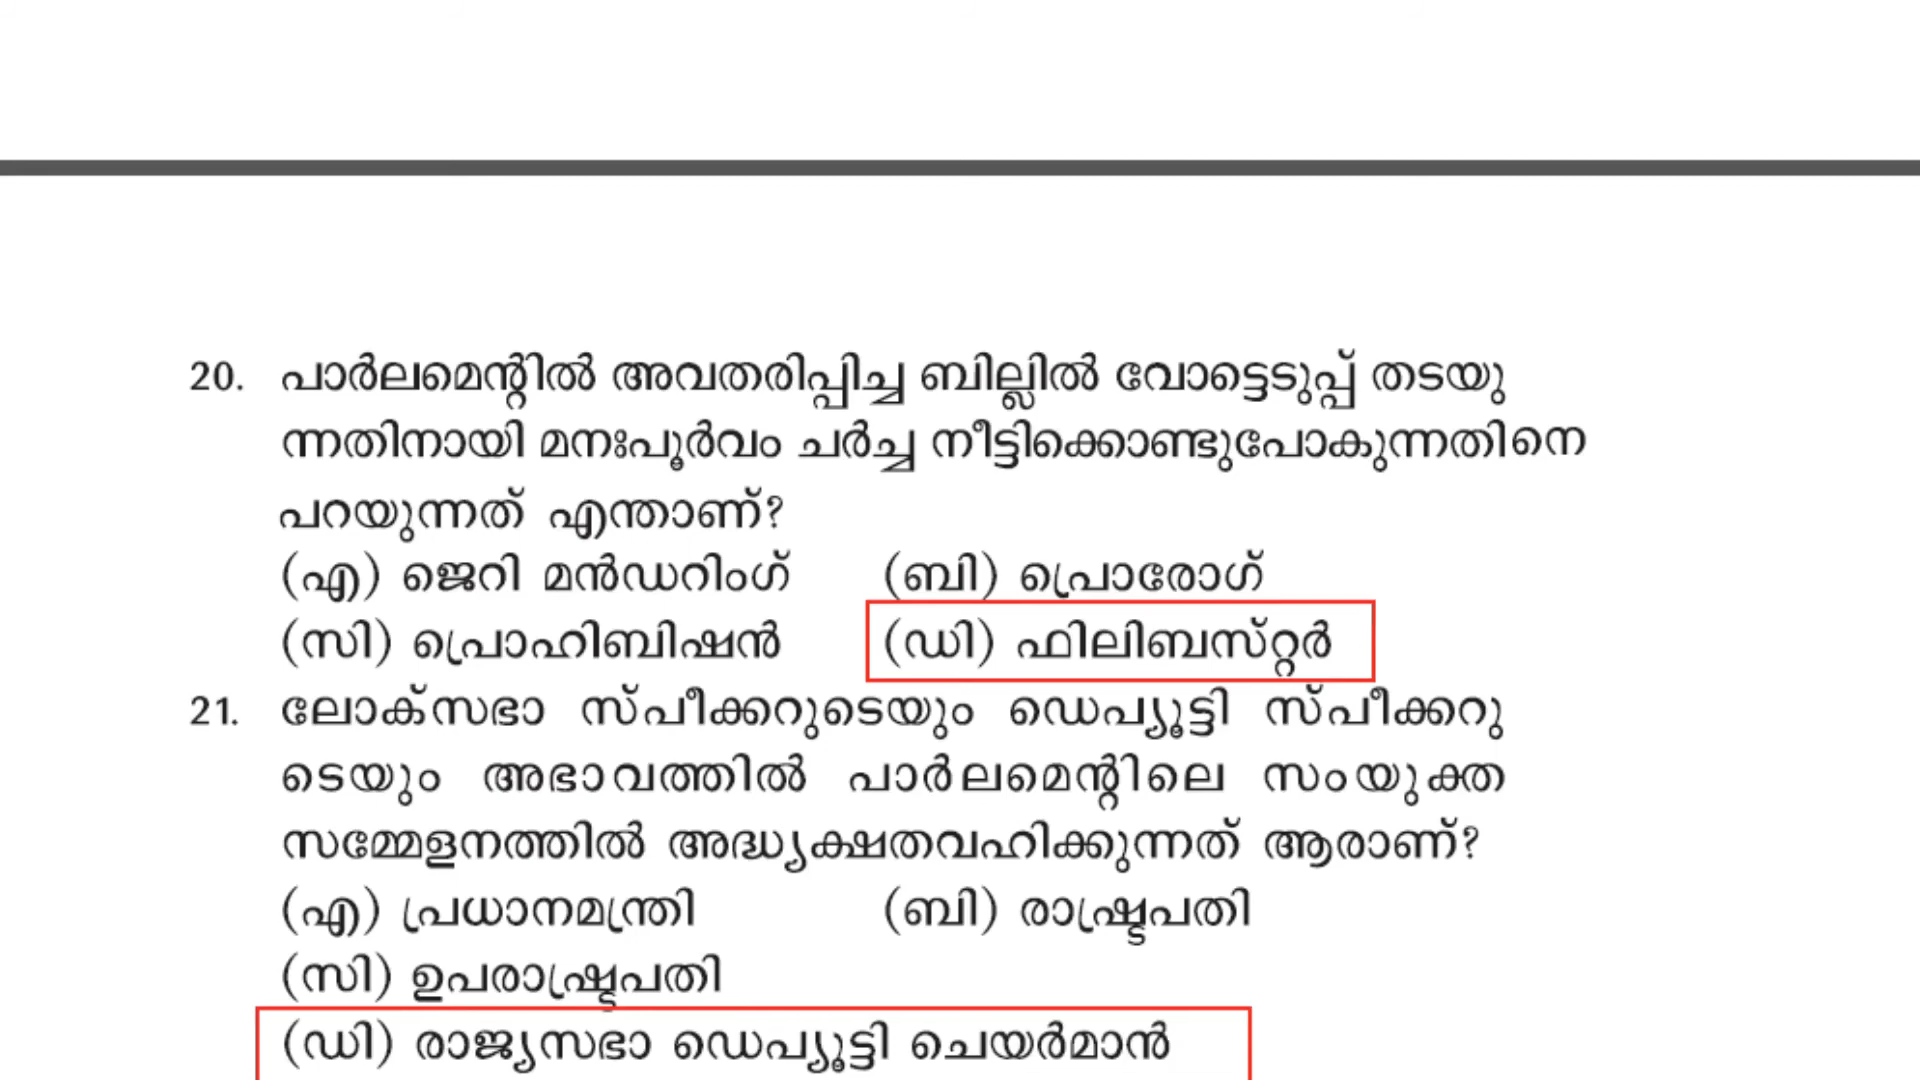 20. പാർലമെന്റിൽ അവതരിപ്പിച്ച ബില്ലിൽ വോട്ടെടുപ്പ് തടയു
ന്നതിനായി മനഃപൂർവം ചർച്ച നീട്ടിക്കൊണ്ടുപോകുന്നതിനെ
പറയുന്നത് എന്താണ്?
(എ) ജെറി മൻഡറിംഗ് (ബി) പ്രൊരോഗ്
(സി) പ്രൊഹിബിഷൻ (ഡി) ഫിലിബസ്റ്റർ
21. ലോക്സഭാ സ്പീക്കറുടെയും ഡെപ്യൂട്ടി സ്പീക്കറു
ടെയും അഭാവത്തിൽ പാർലമെന്റിലെ സംയുക്ത
സമ്മേളനത്തിൽ അദ്ധ്യക്ഷതവഹിക്കുന്നത് ആരാണ്?
(എ) പ്രധാനമന്ത്രി (ബി) രാഷ്ട്രപതി
(സി) ഉപരാഷ്ട്രപതി
(ഡി) രാജ്യസഭാ ഡെപ്യൂട്ടി ചെയർമാൻ